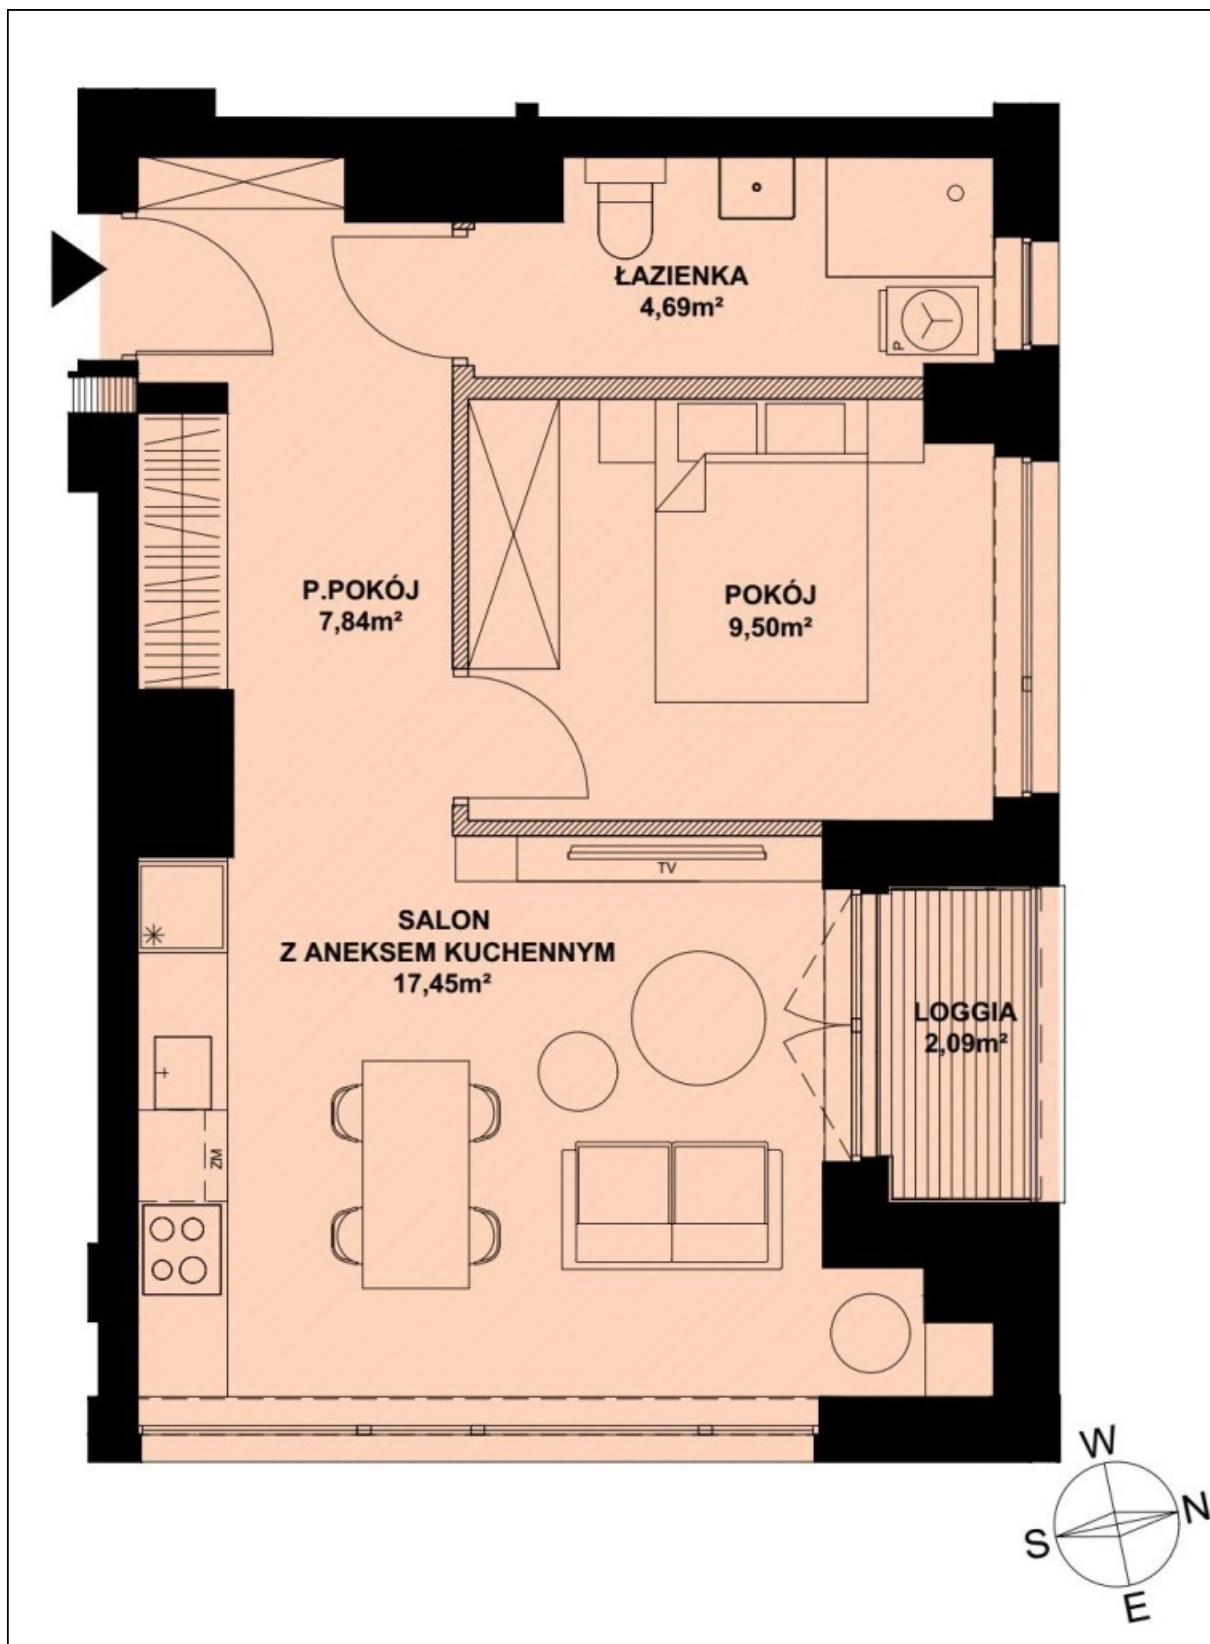 ŁAZIENKA
4,69m²
P
P.POKÓJ
7,84m²
POKÓJ
9,50m²
TV
SALON
Z ANEKSEM KUCHENNYM
17,45m²
LOGGIA
2,09m²
ZM
W
N
S
E